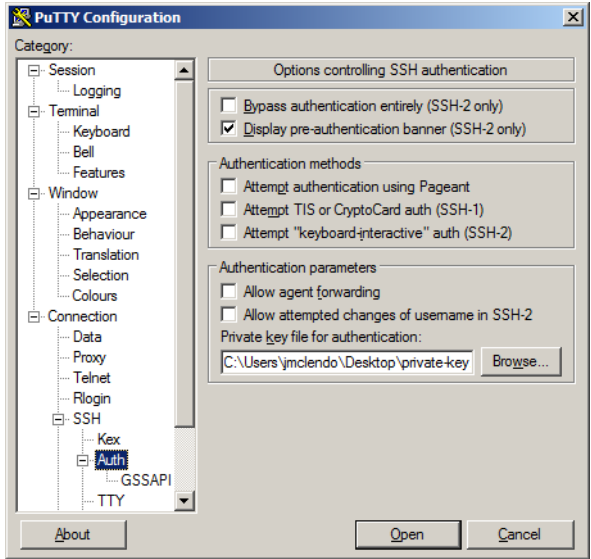 PuTTY Configuration
Category:
Session
Logging
Terminal
Keyboard
Bell
Features
Window
Appearance
Behaviour
Translation
Selection
Colours
Connection
Data
Proxy
Telnet
Rlogin
SSH
Kex
Auth
GSSAPI
TTY
Options controlling SSH authentication
Bypass authentication entirely (SSH-2 only)
Display pre-authentication banner (SSH-2 only)
Authentication methods
Attempt authentication using Pageant
Attempt TIS or CryptoCard auth (SSH-1)
Attempt "keyboard-interactive" auth (SSH-2)
Authentication parameters
Allow agent forwarding
Allow attempted changes of username in SSH-2
Private key file for authentication:
C:\Users\jmclendo\Desktop\private-key
Browse...
About
Open
Cancel